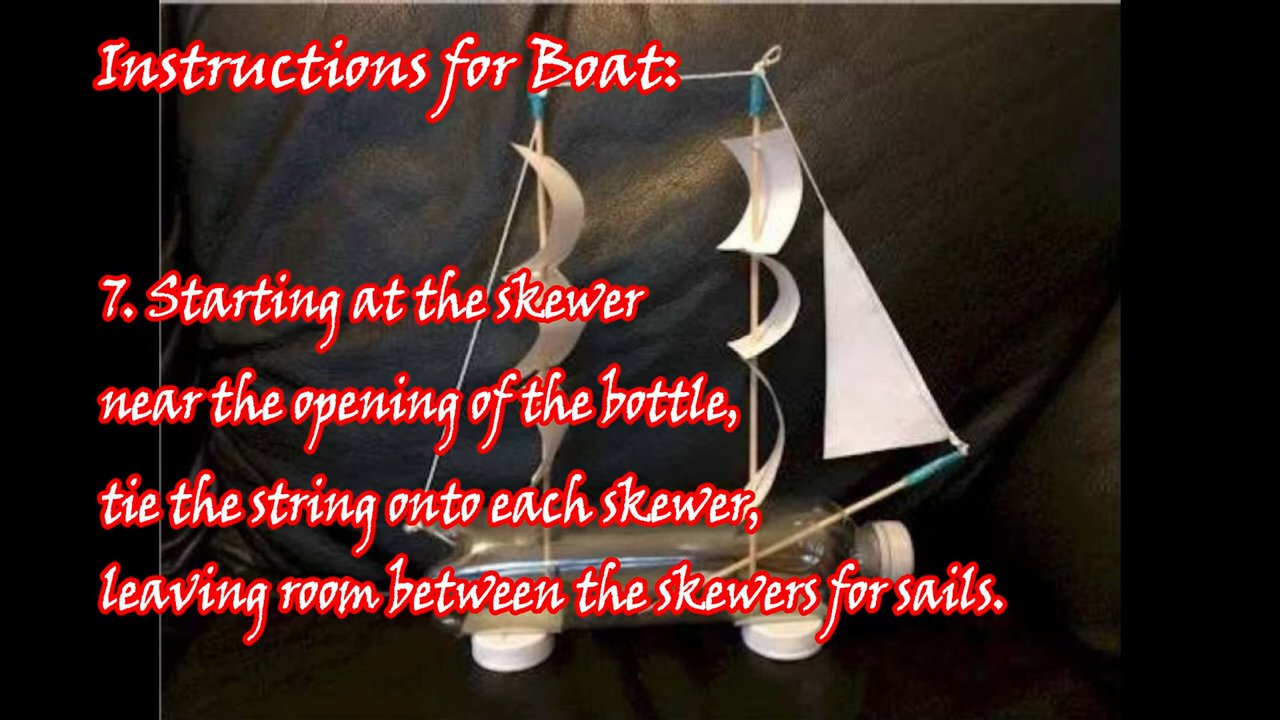 Instructions for Boat:
7. Starting at the skewer
near the opening of the bottle,
tie the string onto each skewer,
leaving room between the skewers for sails.